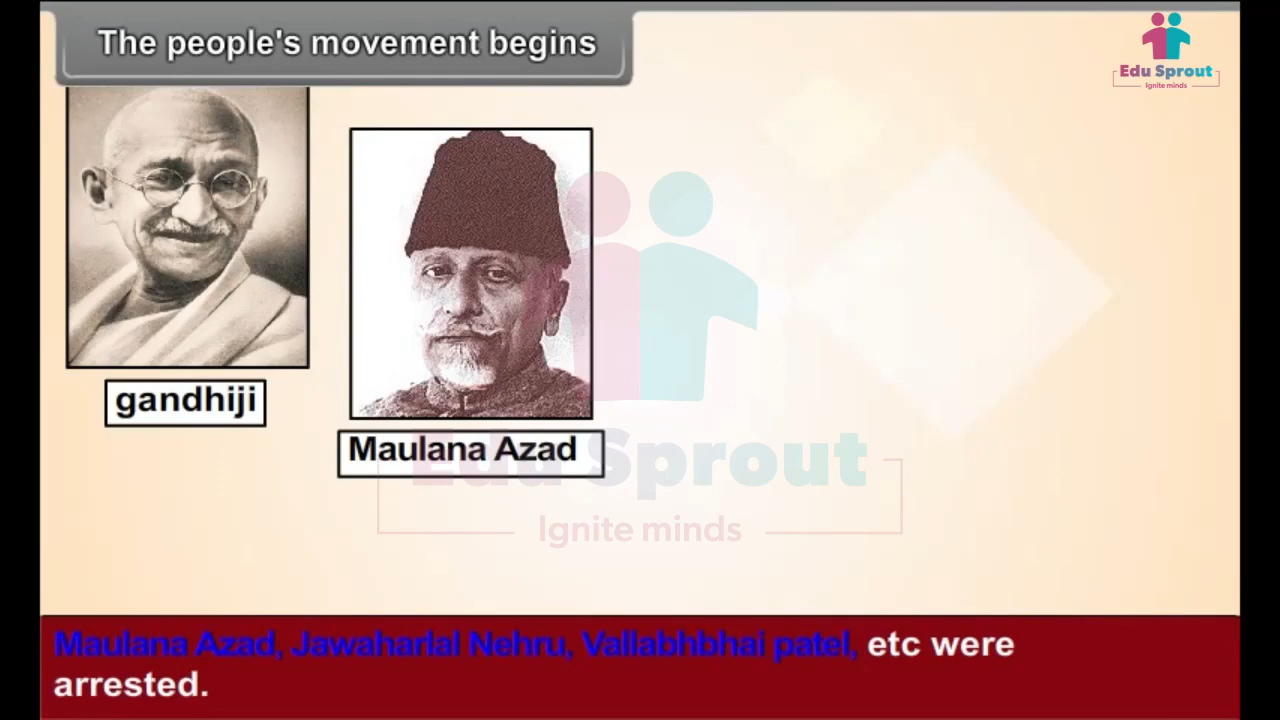 The people's movement begins
Edu Sprout
Ignite minds
gandhiji
Maulana Azad
Edu Sprout
Ignite minds
Maulana Azad, Jawaharlal Nehru, Vallabhbhai patel, etc were
arrested.